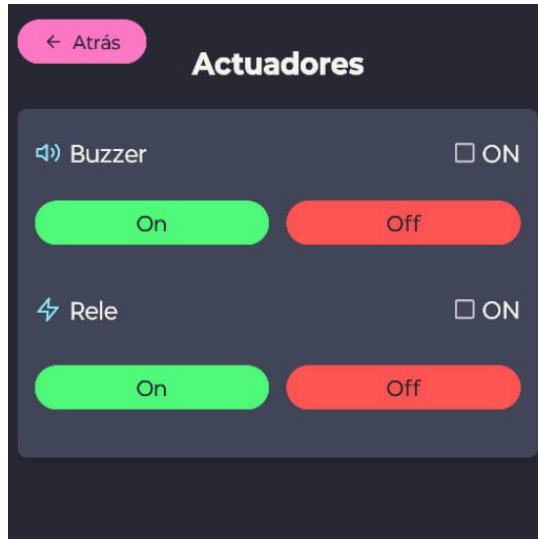 ← Atrás
Actuadores
Buzzer □ ON
On Off
Rele □ ON
On Off